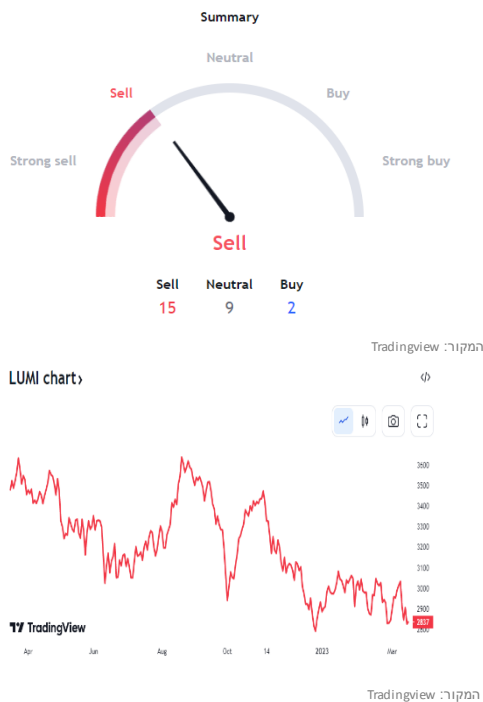 Summary
Neutral
Sell
Buy
Strong sell
Strong buy
Sell
Sell Neutral Buy
15 9 2
המקור: Tradingview
LUMI chart›
3600
3500
3400
3300
3200
3100
3000
2900
2837
2800
TradingView
Apr Jun Aug Oct 14 2023 Mar
המקור: Tradingview